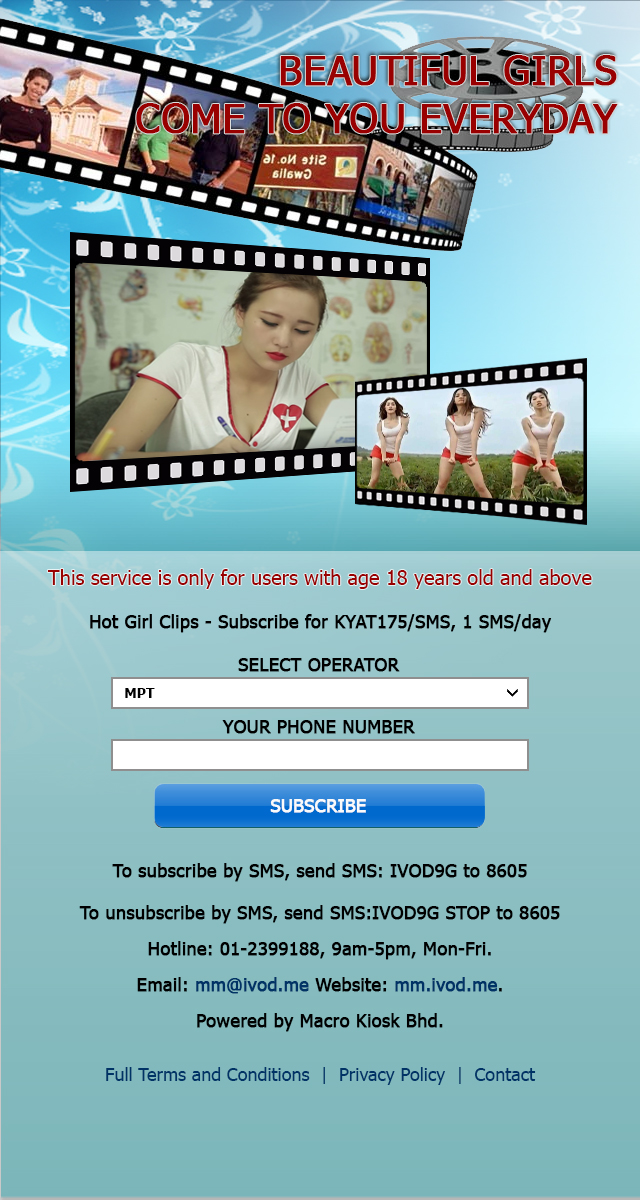 BEAUTIFUL GIRLS
COME TO YOU EVERYDAY
Site No.16
Gwalia
This service is only for users with age 18 years old and above
Hot Girl Clips - Subscribe for KYAT175/SMS, 1 SMS/day
SELECT OPERATOR
MPT
YOUR PHONE NUMBER
SUBSCRIBE
To subscribe by SMS, send SMS: IVOD9G to 8605
To unsubscribe by SMS, send SMS:IVOD9G STOP to 8605
Hotline: 01-2399188, 9am-5pm, Mon-Fri.
Email: mm@ivod.me Website: mm.ivod.me.
Powered by Macro Kiosk Bhd.
Full Terms and Conditions | Privacy Policy | Contact